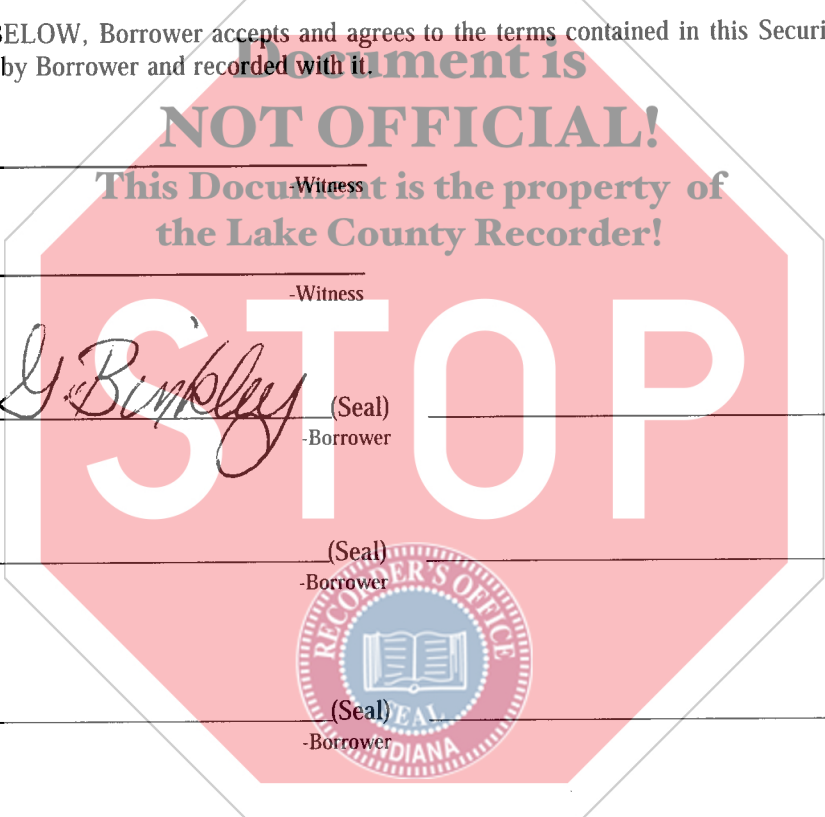 BELOW, Borrower accepts and agrees to the terms contained in this Securi
by Borrower and recorded with it.
Document is
NOT OFFICIAL!
This Document is the property of
the Lake County Recorder!
-Witness
-Witness
STOP
G. Binkley
(Seal)
-Borrower
(Seal)
-Borrower
RECORDER'S OFFICE
SEAL
INDIANA
(Seal)
-Borrower